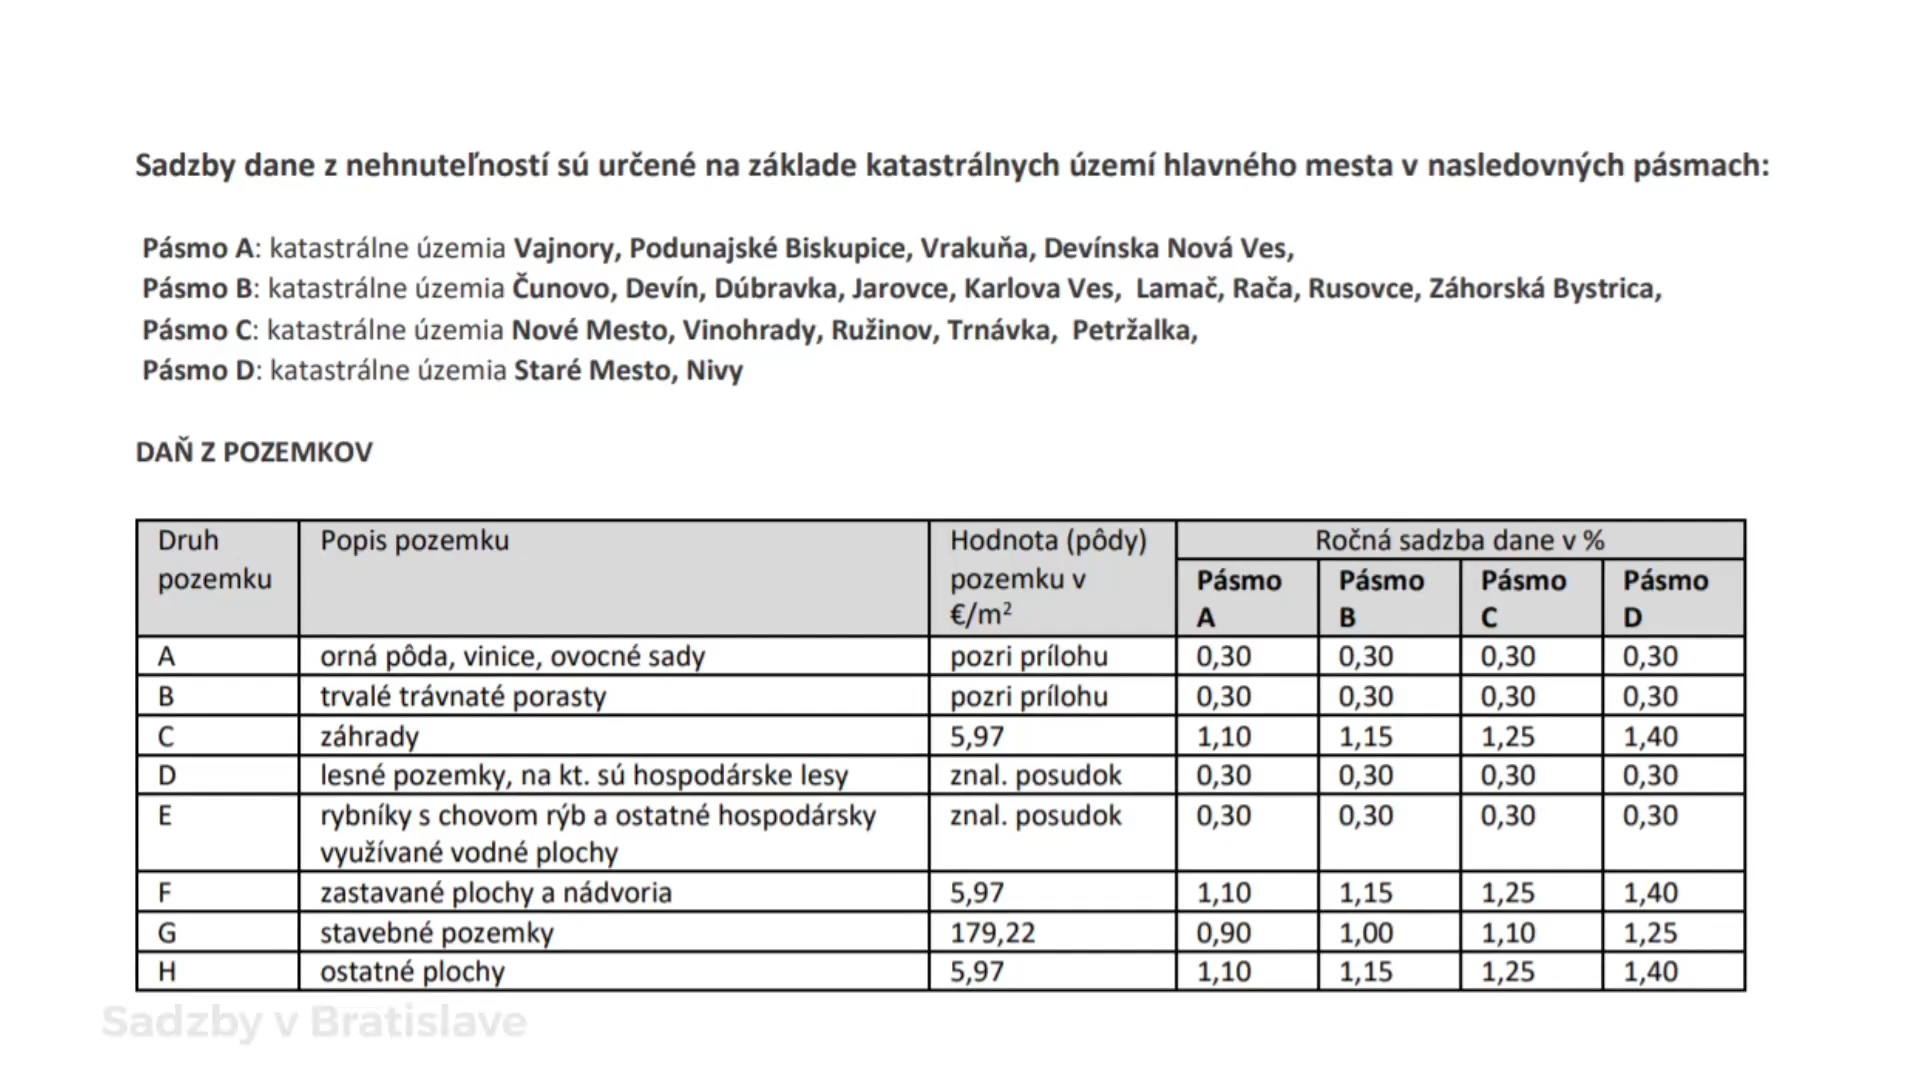 Sadzby dane z nehnuteľností sú určené na základe katastrálnych území hlavného mesta v nasledovných pásmach:
Pásmo A: katastrálne územia Vajnory, Podunajské Biskupice, Vrakuňa, Devínska Nová Ves,
Pásmo B: katastrálne územia Čunovo, Devín, Dúbravka, Jarovce, Karlova Ves, Lamač, Rača, Rusovce, Záhorská Bystrica,
Pásmo C: katastrálne územia Nové Mesto, Vinohrady, Ružinov, Trnávka, Petržalka,
Pásmo D: katastrálne územia Staré Mesto, Nivy
DAŇ Z POZEMKOV
Druh pozemku Popis pozemku Hodnota (pôdy) pozemku v €/m² Ročná sadzba dane v %
Pásmo A Pásmo B Pásmo C Pásmo D
A orná pôda, vinice, ovocné sady pozri prílohu 0,30 0,30 0,30 0,30
B trvalé trávnaté porasty pozri prílohu 0,30 0,30 0,30 0,30
C záhrady 5,97 1,10 1,15 1,25 1,40
D lesné pozemky, na kt. sú hospodárske lesy znal. posudok 0,30 0,30 0,30 0,30
E rybníky s chovom rýb a ostatné hospodársky znal. posudok 0,30 0,30 0,30 0,30
využívané vodné plochy
F zastavané plochy a nádvoria 5,97 1,10 1,15 1,25 1,40
G stavebné pozemky 179,22 0,90 1,00 1,10 1,25
H ostatné plochy 5,97 1,10 1,15 1,25 1,40
Sadzby v Bratislave